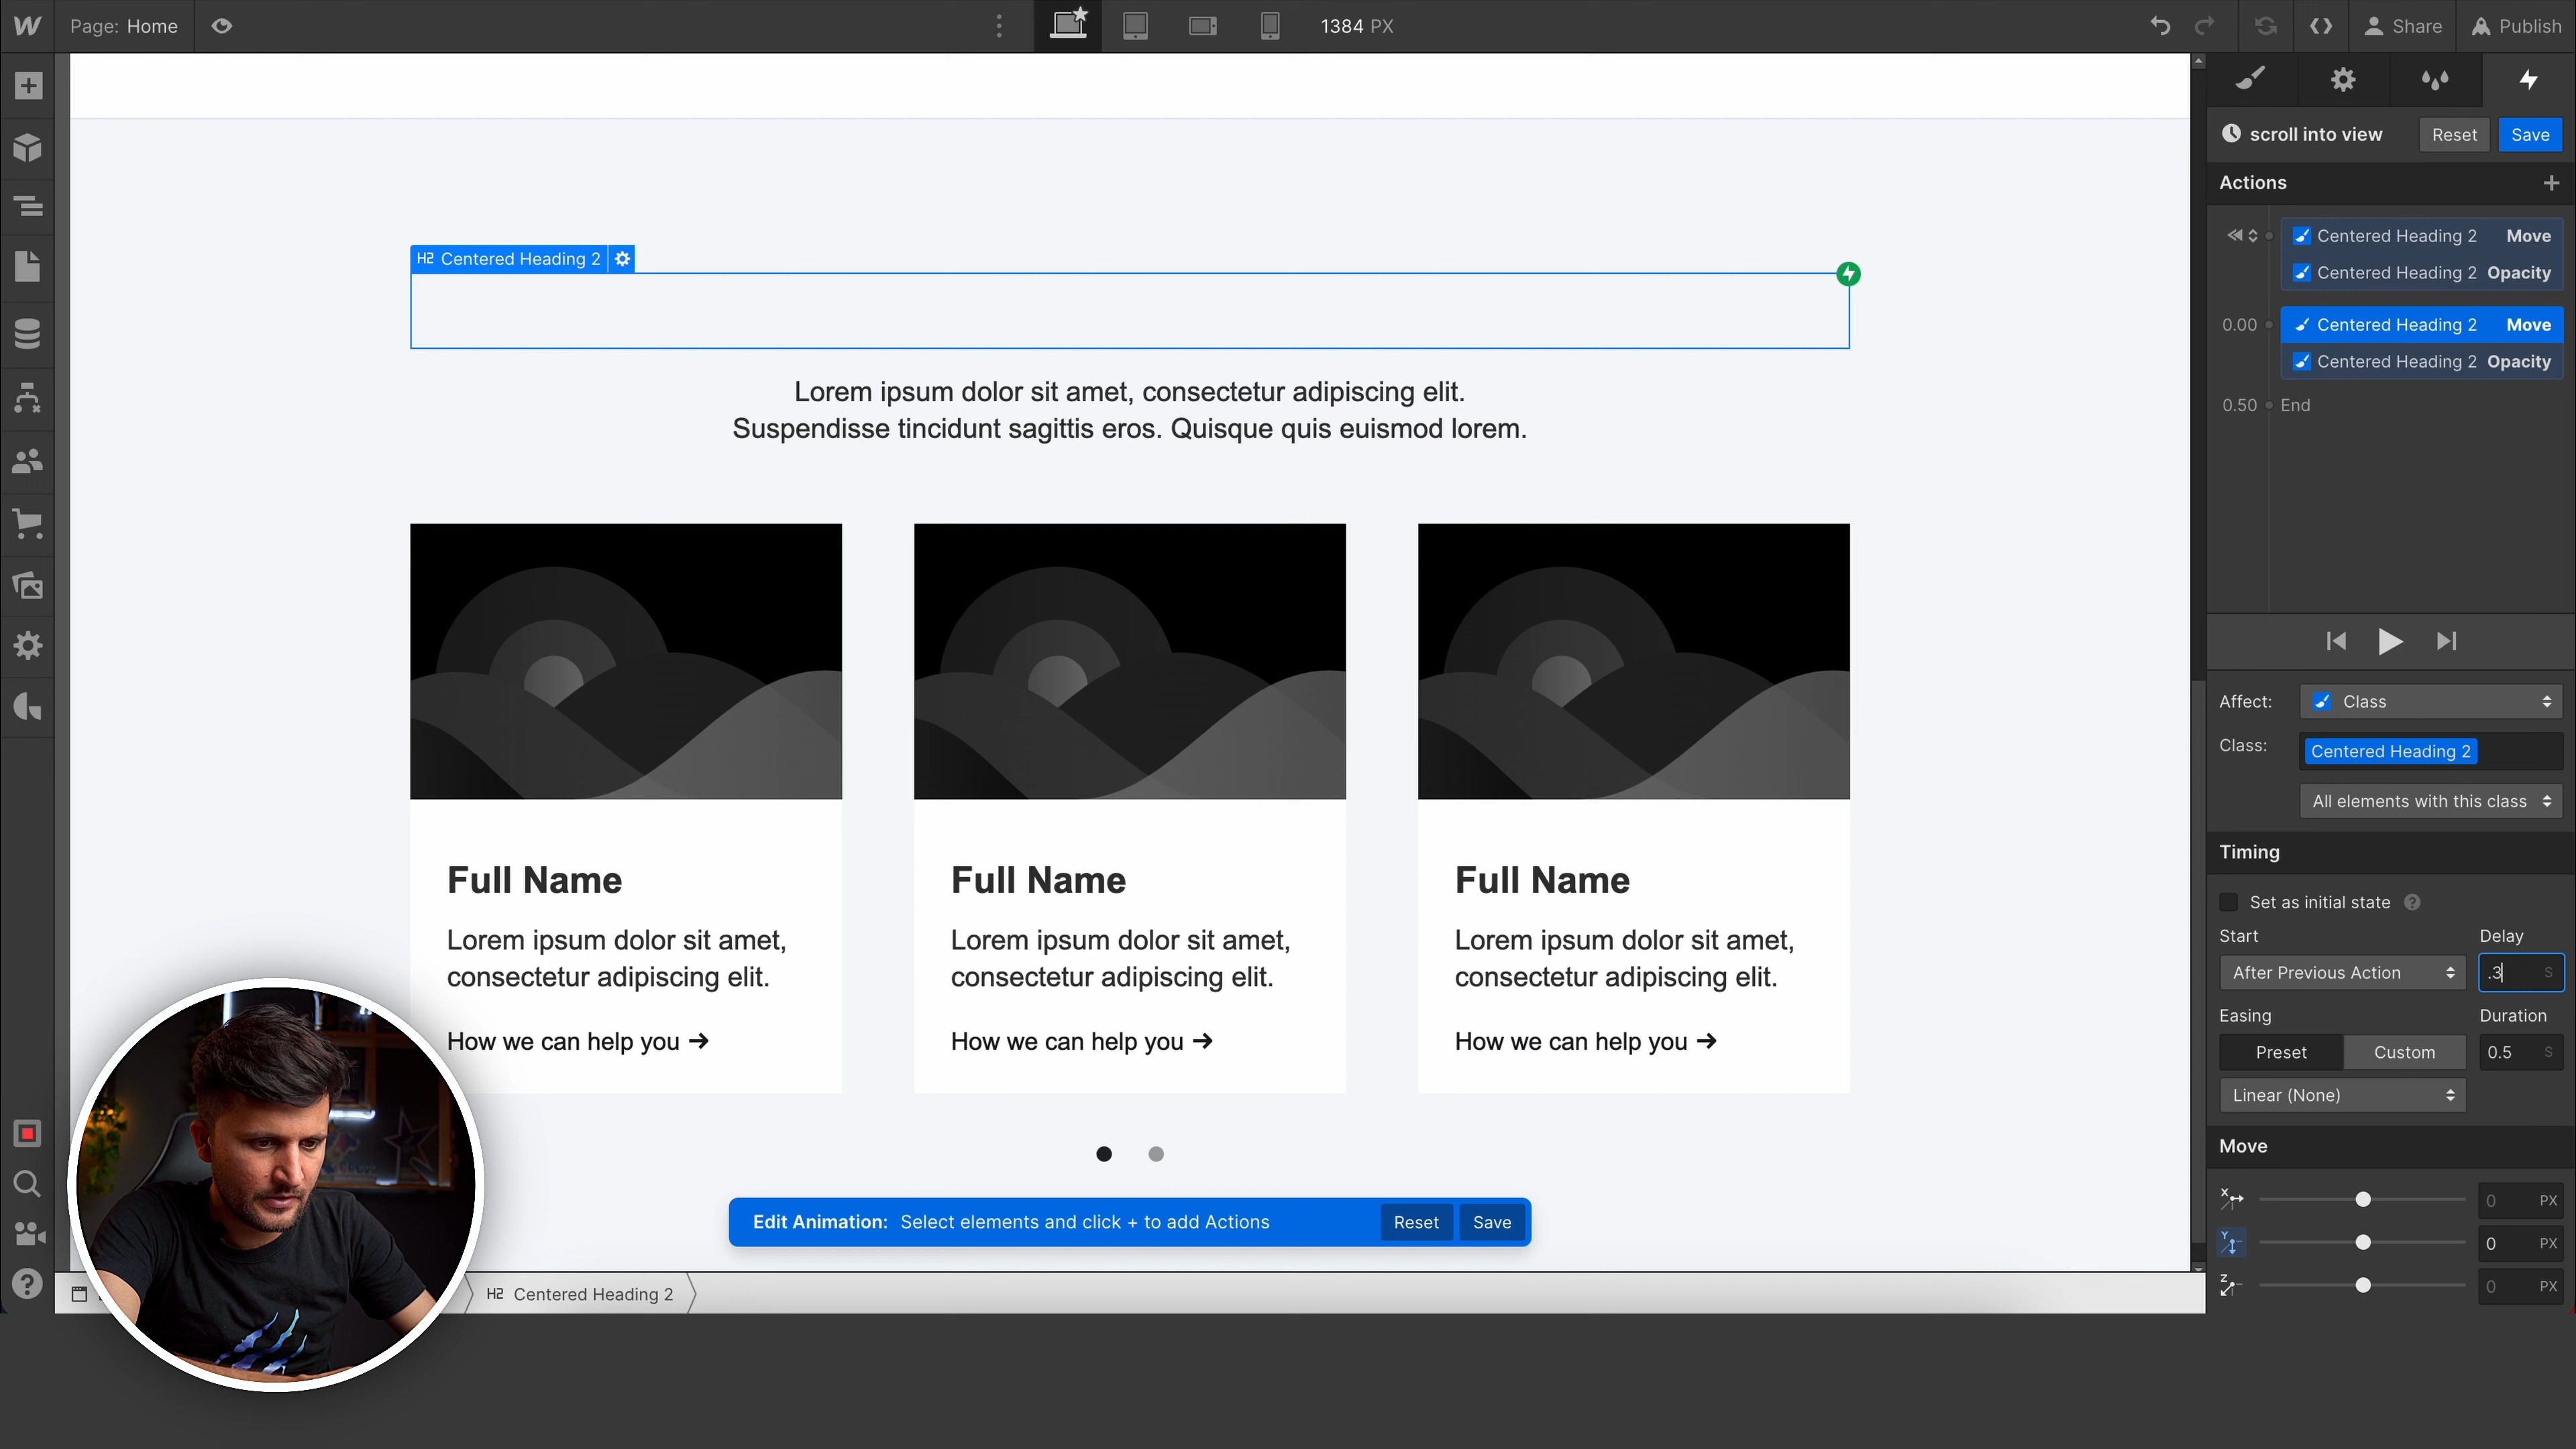 Page: Home
1384 PX
Share
Publish
scroll into view
Reset
Save
Actions
Centered Heading 2 Move
Centered Heading 2 Opacity
0.00 Centered Heading 2 Move
Centered Heading 2 Opacity
0.50 End
H2 Centered Heading 2
Lorem ipsum dolor sit amet, consectetur adipiscing elit.
Suspendisse tincidunt sagittis eros. Quisque quis euismod lorem.
Full Name
Lorem ipsum dolor sit amet,
consectetur adipiscing elit.
How we can help you →
Full Name
Lorem ipsum dolor sit amet,
consectetur adipiscing elit.
How we can help you →
Full Name
Lorem ipsum dolor sit amet,
consectetur adipiscing elit.
How we can help you →
Edit Animation: Select elements and click + to add Actions
Reset
Save
H2 Centered Heading 2
Affect: Class
Class: Centered Heading 2
All elements with this class
Timing
Set as initial state ?
Start Delay
After Previous Action .3 S
Easing Duration
Preset Custom 0.5 S
Linear (None)
Move
X 0 PX
Y 0 PX
Z 0 PX